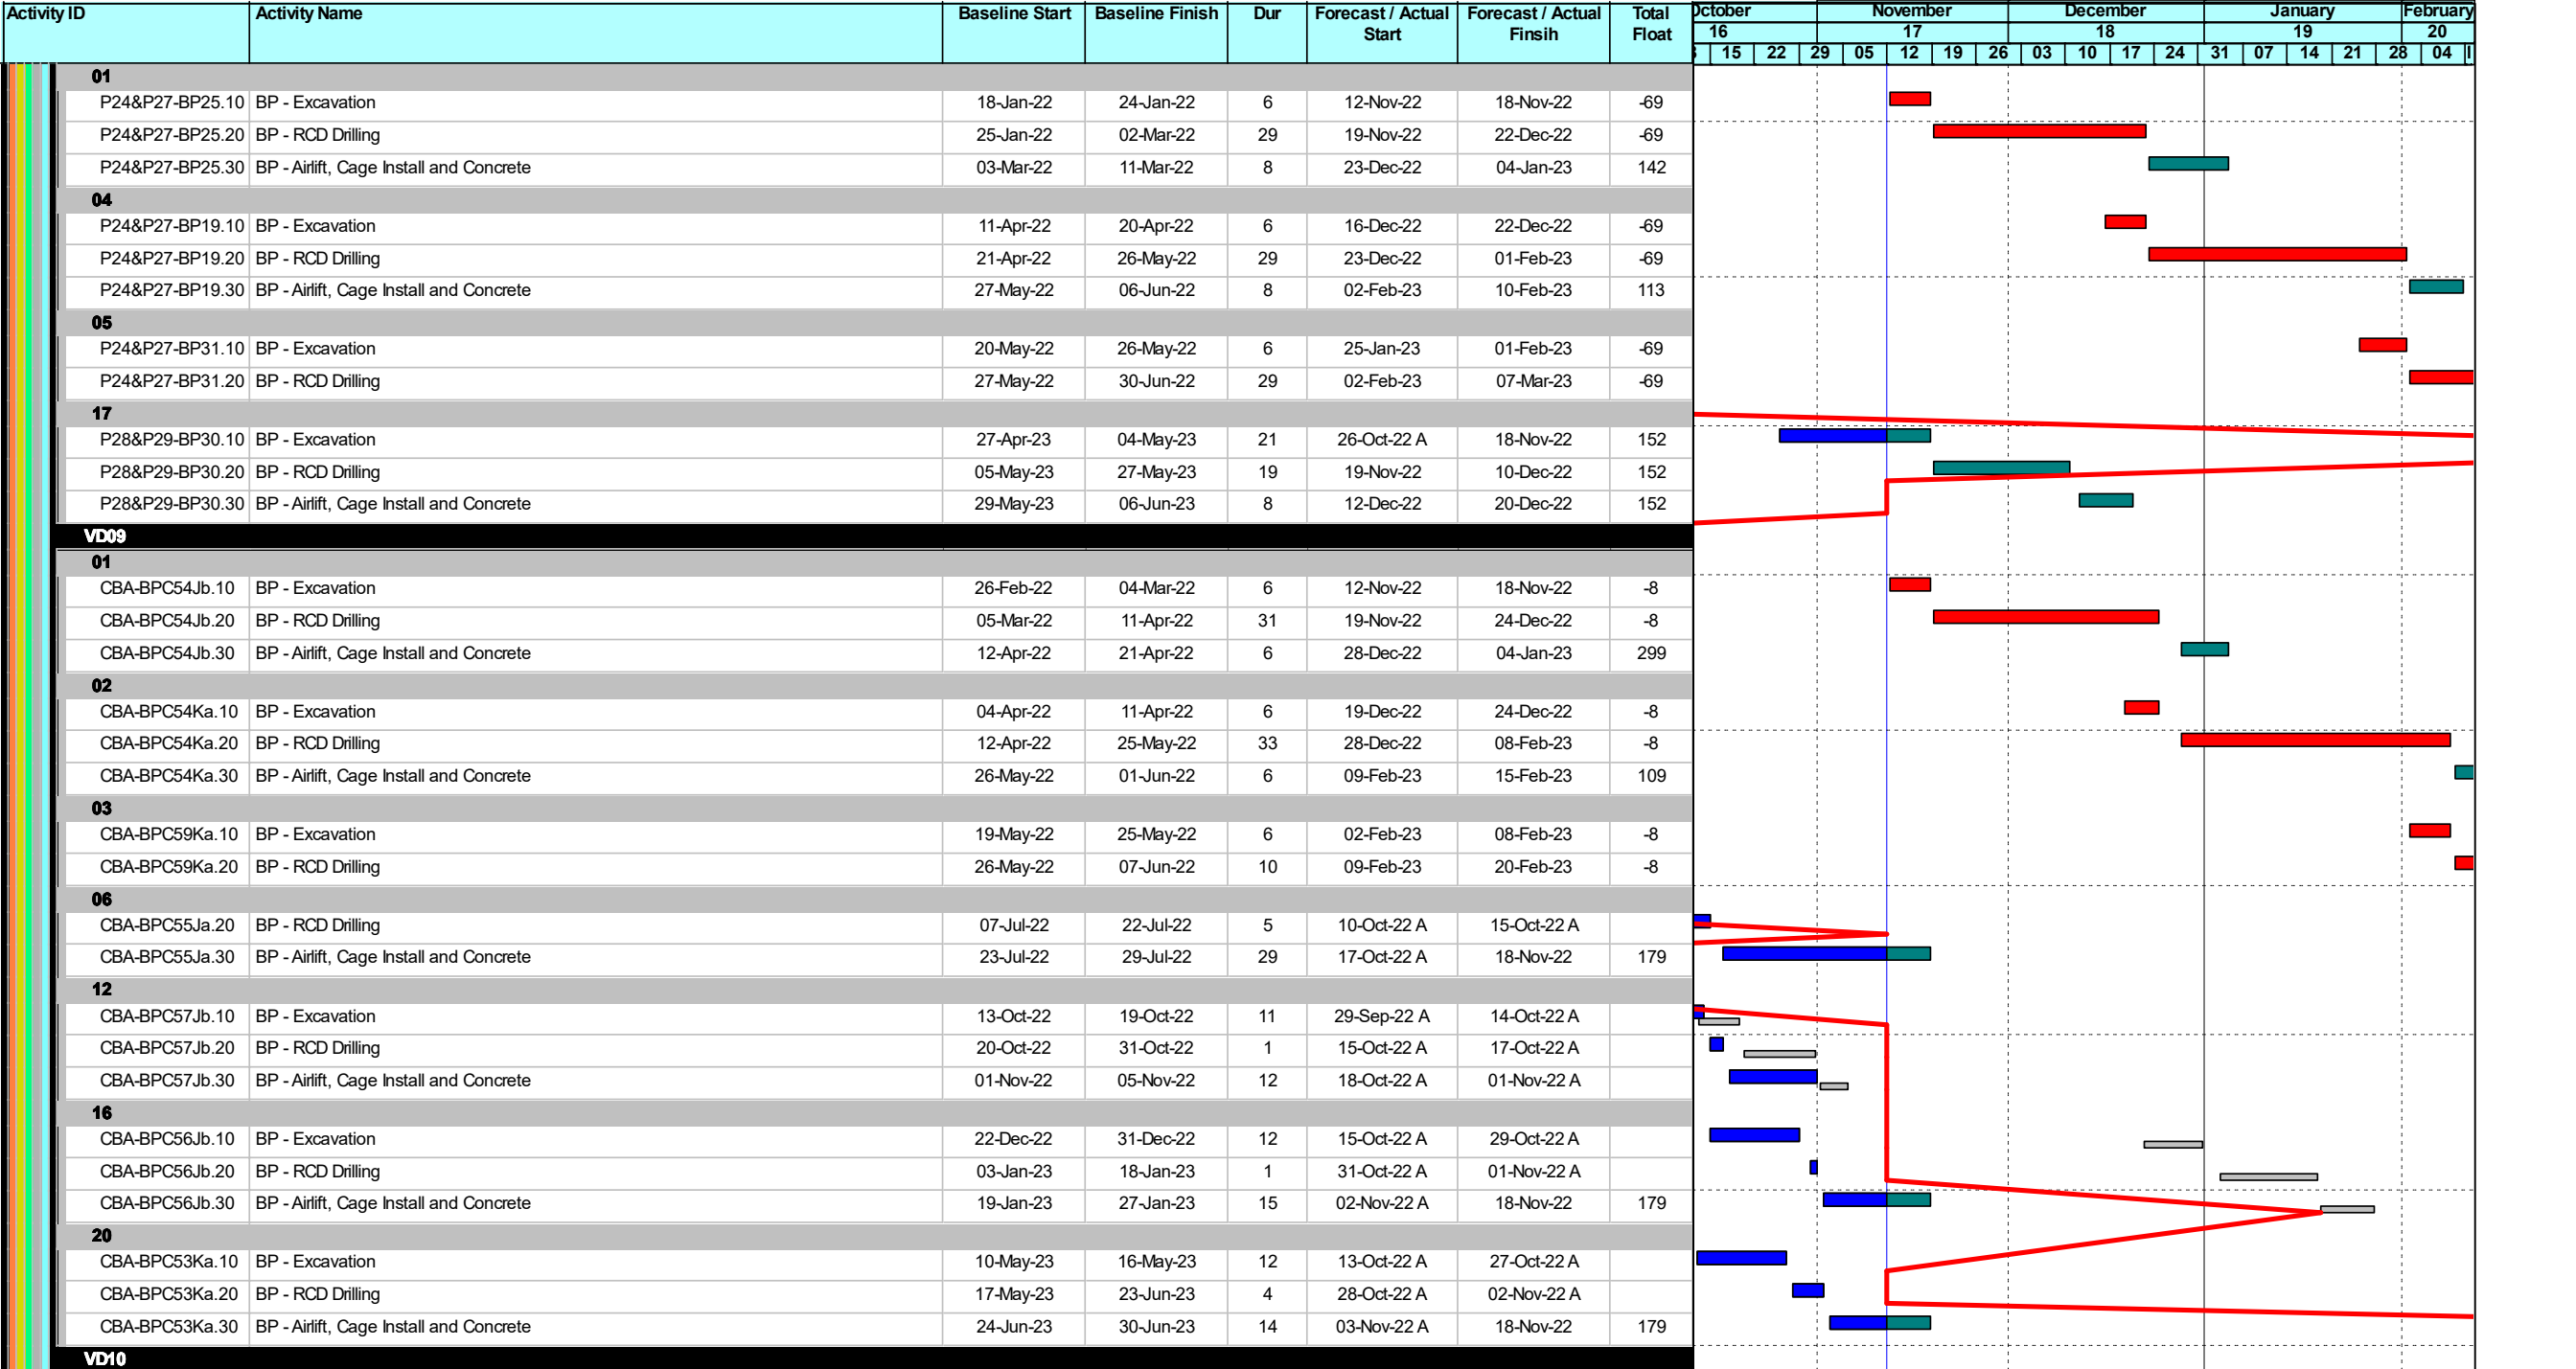 Activity ID Activity Name Baseline Start Baseline Finish Dur Forecast / Actual Start Forecast / Actual Finsih Total Float October November December January February
16 17 18 19 20
15 22 29 05 12 19 26 03 10 17 24 31 07 14 21 28 04
01
P24&P27-BP25.10 BP - Excavation 18-Jan-22 24-Jan-22 6 12-Nov-22 18-Nov-22 -69
P24&P27-BP25.20 BP - RCD Drilling 25-Jan-22 02-Mar-22 29 19-Nov-22 22-Dec-22 -69
P24&P27-BP25.30 BP - Airlift, Cage Install and Concrete 03-Mar-22 11-Mar-22 8 23-Dec-22 04-Jan-23 142
04
P24&P27-BP19.10 BP - Excavation 11-Apr-22 20-Apr-22 6 16-Dec-22 22-Dec-22 -69
P24&P27-BP19.20 BP - RCD Drilling 21-Apr-22 26-May-22 29 23-Dec-22 01-Feb-23 -69
P24&P27-BP19.30 BP - Airlift, Cage Install and Concrete 27-May-22 06-Jun-22 8 02-Feb-23 10-Feb-23 113
05
P24&P27-BP31.10 BP - Excavation 20-May-22 26-May-22 6 25-Jan-23 01-Feb-23 -69
P24&P27-BP31.20 BP - RCD Drilling 27-May-22 30-Jun-22 29 02-Feb-23 07-Mar-23 -69
17
P28&P29-BP30.10 BP - Excavation 27-Apr-23 04-May-23 21 26-Oct-22 A 18-Nov-22 152
P28&P29-BP30.20 BP - RCD Drilling 05-May-23 27-May-23 19 19-Nov-22 10-Dec-22 152
P28&P29-BP30.30 BP - Airlift, Cage Install and Concrete 29-May-23 06-Jun-23 8 12-Dec-22 20-Dec-22 152
VD09
01
CBA-BPC54Jb.10 BP - Excavation 26-Feb-22 04-Mar-22 6 12-Nov-22 18-Nov-22 -8
CBA-BPC54Jb.20 BP - RCD Drilling 05-Mar-22 11-Apr-22 31 19-Nov-22 24-Dec-22 -8
CBA-BPC54Jb.30 BP - Airlift, Cage Install and Concrete 12-Apr-22 21-Apr-22 6 28-Dec-22 04-Jan-23 299
02
CBA-BPC54Ka.10 BP - Excavation 04-Apr-22 11-Apr-22 6 19-Dec-22 24-Dec-22 -8
CBA-BPC54Ka.20 BP - RCD Drilling 12-Apr-22 25-May-22 33 28-Dec-22 08-Feb-23 -8
CBA-BPC54Ka.30 BP - Airlift, Cage Install and Concrete 26-May-22 01-Jun-22 6 09-Feb-23 15-Feb-23 109
03
CBA-BPC59Ka.10 BP - Excavation 19-May-22 25-May-22 6 02-Feb-23 08-Feb-23 -8
CBA-BPC59Ka.20 BP - RCD Drilling 26-May-22 07-Jun-22 10 09-Feb-23 20-Feb-23 -8
06
CBA-BPC55Ja.20 BP - RCD Drilling 07-Jul-22 22-Jul-22 5 10-Oct-22 A 15-Oct-22 A
CBA-BPC55Ja.30 BP - Airlift, Cage Install and Concrete 23-Jul-22 29-Jul-22 29 17-Oct-22 A 18-Nov-22 179
12
CBA-BPC57Jb.10 BP - Excavation 13-Oct-22 19-Oct-22 11 29-Sep-22 A 14-Oct-22 A
CBA-BPC57Jb.20 BP - RCD Drilling 20-Oct-22 31-Oct-22 1 15-Oct-22 A 17-Oct-22 A
CBA-BPC57Jb.30 BP - Airlift, Cage Install and Concrete 01-Nov-22 05-Nov-22 12 18-Oct-22 A 01-Nov-22 A
16
CBA-BPC56Jb.10 BP - Excavation 22-Dec-22 31-Dec-22 12 15-Oct-22 A 29-Oct-22 A
CBA-BPC56Jb.20 BP - RCD Drilling 03-Jan-23 18-Jan-23 1 31-Oct-22 A 01-Nov-22 A
CBA-BPC56Jb.30 BP - Airlift, Cage Install and Concrete 19-Jan-23 27-Jan-23 15 02-Nov-22 A 18-Nov-22 179
20
CBA-BPC53Ka.10 BP - Excavation 10-May-23 16-May-23 12 13-Oct-22 A 27-Oct-22 A
CBA-BPC53Ka.20 BP - RCD Drilling 17-May-23 23-Jun-23 4 28-Oct-22 A 02-Nov-22 A
CBA-BPC53Ka.30 BP - Airlift, Cage Install and Concrete 24-Jun-23 30-Jun-23 14 03-Nov-22 A 18-Nov-22 179
VD10